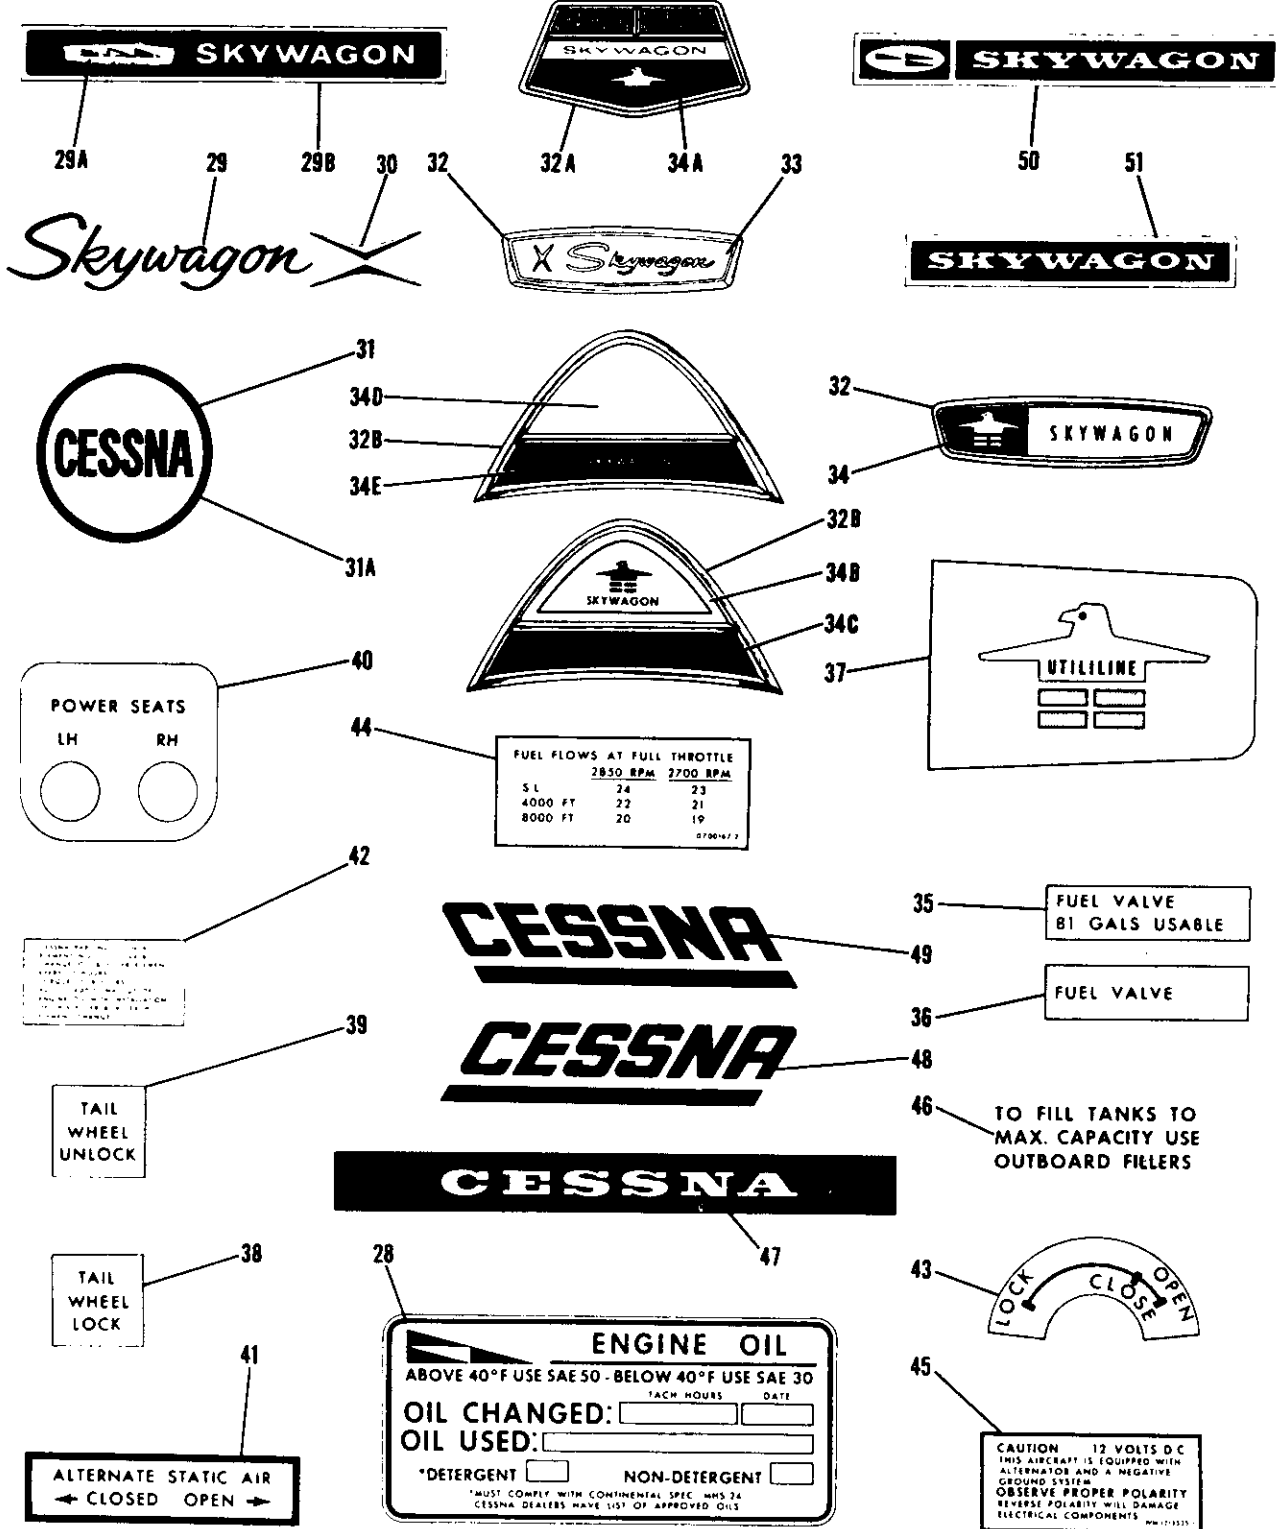 SKYWAGON
SKYWAGON
SKYWAGON
29A
29B
32A
34A
50
51
29
30
32
33
Skywagon
Skywagon
SKYWAGON
31
34D
32B
34E
CESSNA
31A
32
34
SKYWAGON
32B
34B
34C
SKYWAGON
37
UTILILINE
40
POWER SEATS
LH RH
44
FUEL FLOWS AT FULL THROTTLE
2850 RPM 2700 RPM
S L 24 23
4000 FT 22 21
8000 FT 20 19
42
35
FUEL VALVE
81 GALS USABLE
CESSNA
49
36
FUEL VALVE
39
TAIL
WHEEL
UNLOCK
CESSNA
48
46
TO FILL TANKS TO
MAX. CAPACITY USE
OUTBOARD FILLERS
CESSNA
47
38
TAIL
WHEEL
LOCK
28
43
LOCK
CLOSE
OPEN
41
ALTERNATE STATIC AIR
← CLOSED OPEN →
ENGINE OIL
ABOVE 40°F USE SAE 50 - BELOW 40°F USE SAE 30
TACH HOURS DATE
OIL CHANGED:
OIL USED:
*DETERGENT NON-DETERGENT
*MUST COMPLY WITH CONTINENTAL SPEC MHS 24
CESSNA DEALERS HAVE LIST OF APPROVED OILS
45
CAUTION 12 VOLTS D C
THIS AIRCRAFT IS EQUIPPED WITH
ALTERNATOR AND A NEGATIVE
GROUND SYSTEM
OBSERVE PROPER POLARITY
REVERSE POLARITY WILL DAMAGE
ELECTRICAL COMPONENTS